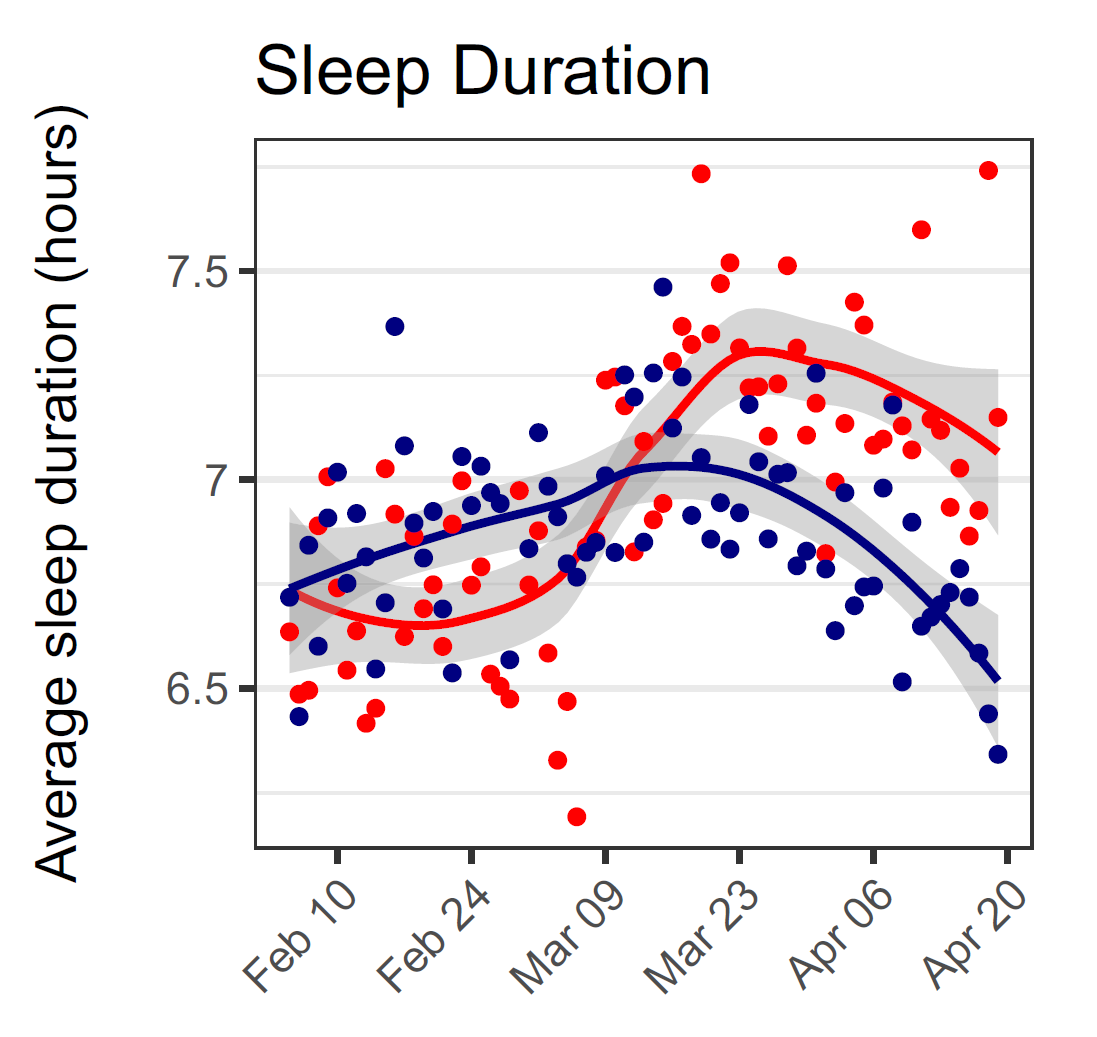 Sleep Duration
Average sleep duration (hours)
7.5
7
6.5
Feb 10
Feb 24
Mar 09
Mar 23
Apr 06
Apr 20